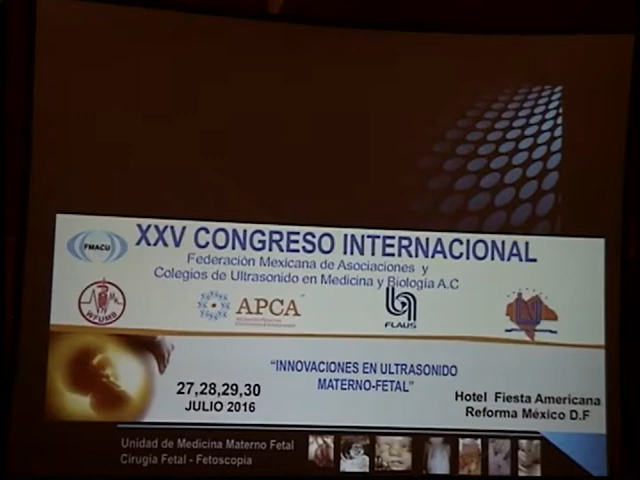 FMACU
XXV CONGRESO INTERNACIONAL
Federación Mexicana de Asociaciones y
Colegios de Ultrasonido en Medicina y Biología A.C
WFUMB
APCA
FLAUS
"INNOVACIONES EN ULTRASONIDO
MATERNO-FETAL"
27,28,29,30
JULIO 2016
Hotel Fiesta Americana
Reforma México D.F
Unidad de Medicina Materno Fetal
Cirugía Fetal - Fetoscopia